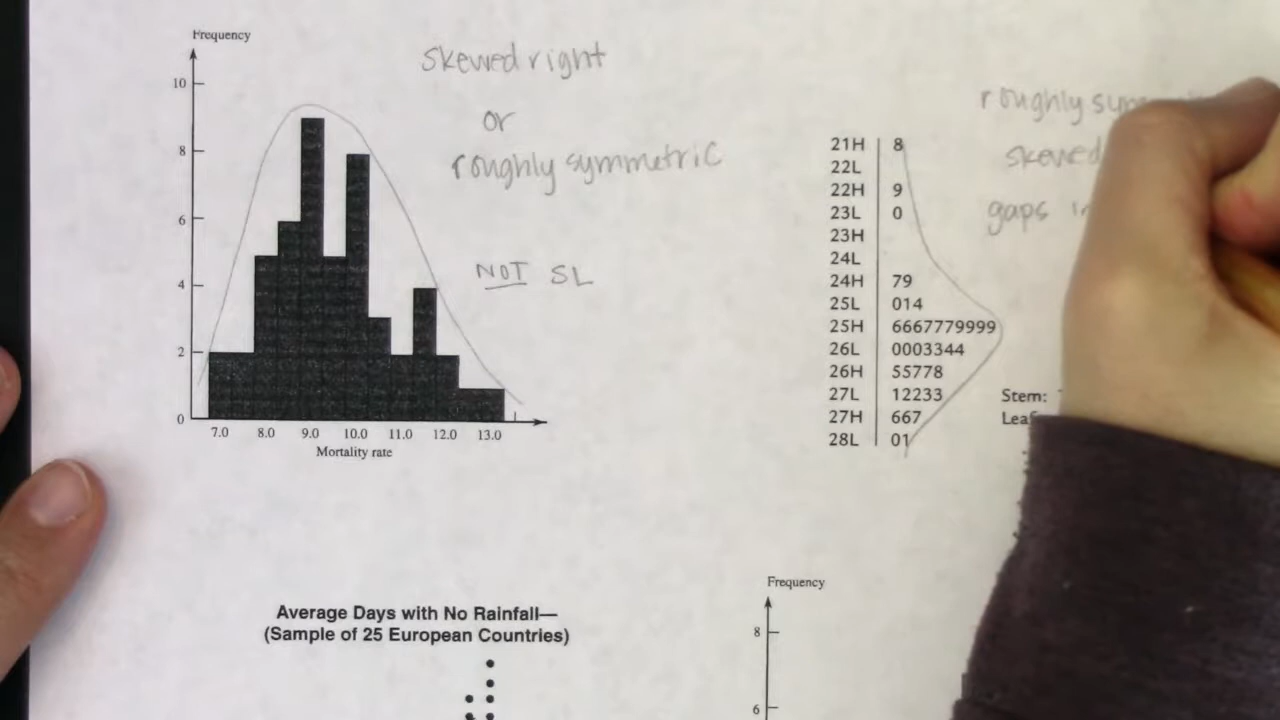 Frequency
10
8
6
4
2
0
7.0 8.0 9.0 10.0 11.0 12.0 13.0
Mortality rate
skewed right
or
roughly symmetric
NOT SL
roughly
skewed
gaps
21H 8
22L
22H 9
23L 0
23H
24L
24H 79
25L 014
25H 6667779999
26L 0003344
26H 55778
27L 12233
27H 667
28L 01
Stem:
Average Days with No Rainfall—
(Sample of 25 European Countries)
Frequency
8
6